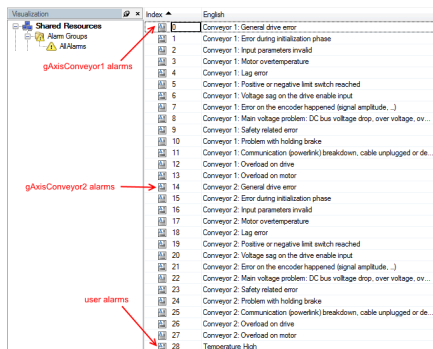 Visualization
Shared Resources
Alarm Groups
AllAlarms
gAxisConveyor1 alarms
gAxisConveyor2 alarms
user alarms
Index English
0 Conveyor 1: General drive error
1 Conveyor 1: Error during initialization phase
2 Conveyor 1: Input parameters invalid
3 Conveyor 1: Motor overtemperature
4 Conveyor 1: Lag error
5 Conveyor 1: Positive or negative limit switch reached
6 Conveyor 1: Voltage sag on the drive enable input
7 Conveyor 1: Error on the encoder happened (signal amplitude, ..)
8 Conveyor 1: Main voltage problem: DC bus volltage drop, over voltage, ov...
9 Conveyor 1: Safety related error
10 Conveyor 1: Problem with holding brake
11 Conveyor 1: Communication (powerlink) breakdown, cable unplugged or de...
12 Conveyor 1: Overload on drive
13 Conveyor 1: Overload on motor
14 Conveyor 2: General drive error
15 Conveyor 2: Error during initialization phase
16 Conveyor 2: Input parameters invalid
17 Conveyor 2: Motor overtemperature
18 Conveyor 2: Lag error
19 Conveyor 2: Positive or negative limit switch reached
20 Conveyor 2: Voltage sag on the drive enable input
21 Conveyor 2: Error on the encoder happened (signal amplitude, ..)
22 Conveyor 2: Main voltage problem: DC bus volltage drop, over voltage, ov...
23 Conveyor 2: Safety related error
24 Conveyor 2: Problem with holding brake
25 Conveyor 2: Communication (powerlink) breakdown, cable unplugged or de...
26 Conveyor 2: Overload on drive
27 Conveyor 2: Overload on motor
28 Temperature High